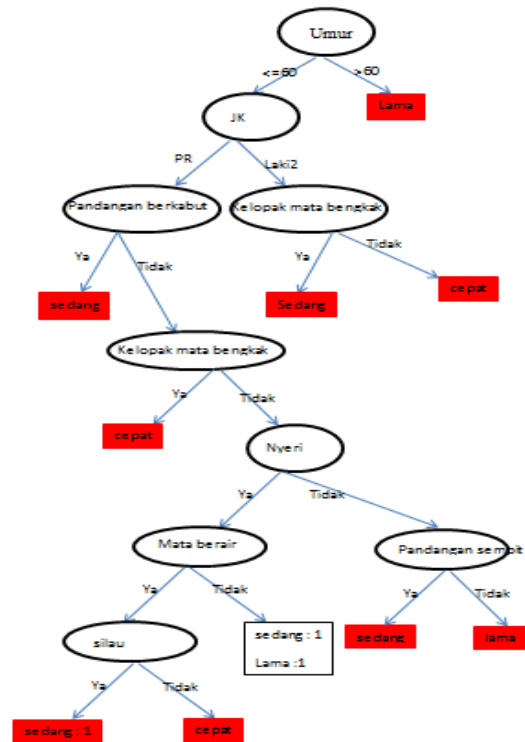 Umur
<=60
>60
JK
Lama
PR
Laki2
Pandangan berkabut
Kelopak mata bengkak
Ya
Tidak
Ya
Tidak
sedang
Sedang
cepat
Kelopak mata bengkak
Ya
Tidak
cepat
Nyeri
Ya
Tidak
Mata berair
Pandangan sempit
Ya
Tidak
Ya
Tidak
silau
sedang : 1
Lama :1
sedang
lama
Ya
Tidak
sedang : 1
cepat